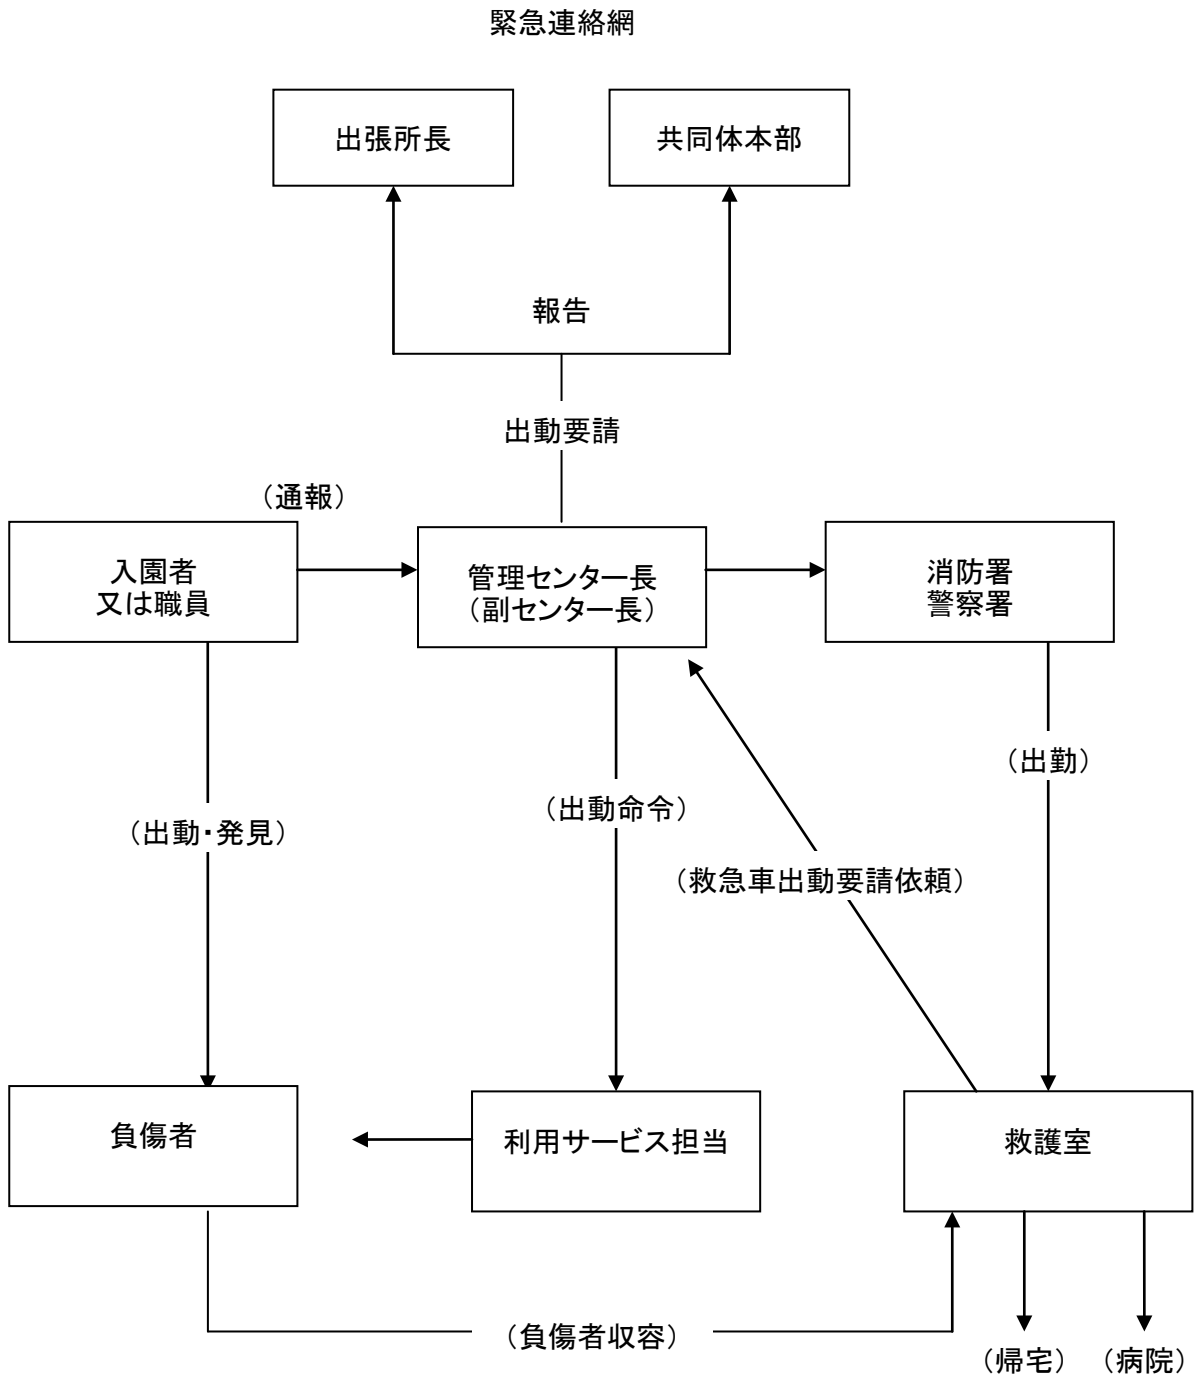 緊急連絡網
出張所長
共同体本部
報告
出動要請
（通報）
入園者
又は職員
管理センター長
（副センター長）
消防署
警察署
（出勤）
（出動・発見）
（出動命令）
（救急車出動要請依頼）
負傷者
利用サービス担当
救護室
（負傷者収容）
（帰宅）
（病院）